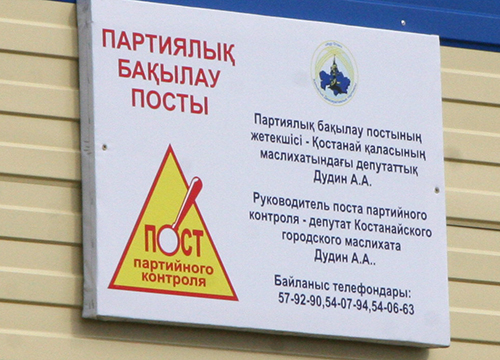 ПАРТИЯЛЫҚ
БАҚЫЛАУ
ПОСТЫ
ПОСТ
партийного
контроля
Партиялық бақылау постының
жетекшісі - Қостанай қаласының
маслихатындағы депутаттық
Дудин А.А.
Руководитель поста партийного
контроля - депутат Костанайского
городского маслихата
Дудин А.А..
Байланыс телефондары:
57-92-90,54-07-94,54-06-63